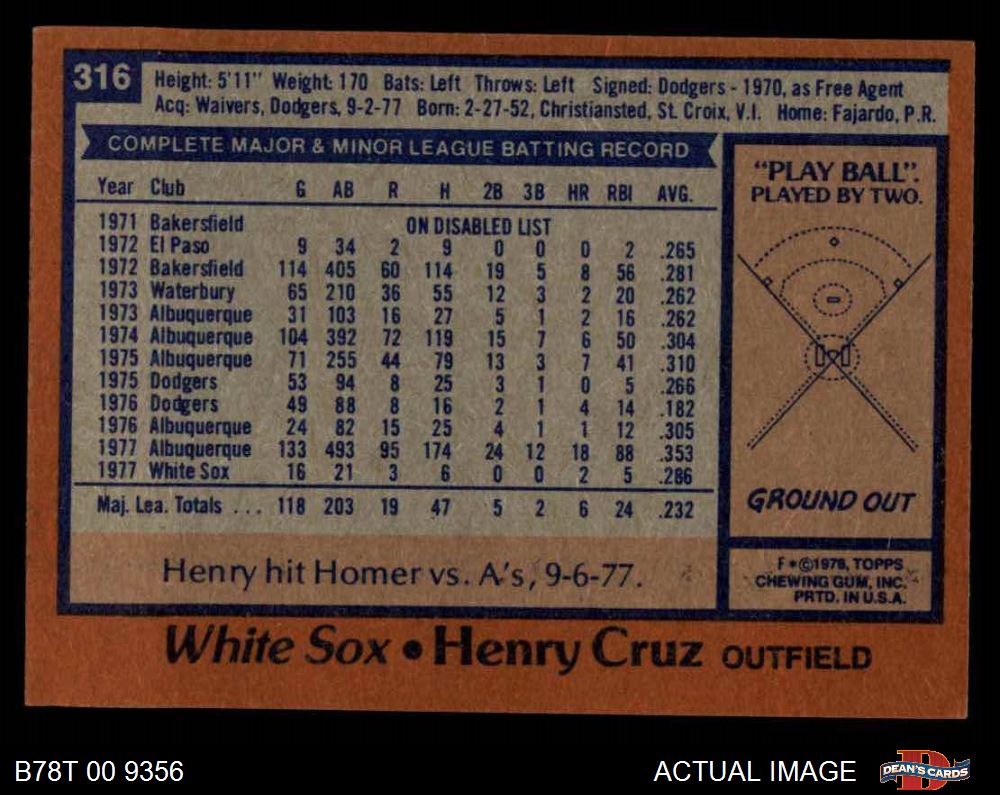 316
Height: 5'11" Weight: 170 Bats: Left Throws: Left Signed: Dodgers - 1970, as Free Agent
Acq: Waivers, Dodgers, 9-2-77 Born: 2-27-52, Christiansted, St. Croix, V.I. Home: Fajardo, P.R.
COMPLETE MAJOR & MINOR LEAGUE BATTING RECORD
Year Club G AB R H 2B 3B HR RBI AVG.
1971 Bakersfield ON DISABLED LIST
1972 El Paso 9 34 2 9 0 0 0 2 .265
1972 Bakersfield 114 405 60 114 19 5 8 56 .281
1973 Waterbury 65 210 36 55 12 3 2 20 .262
1973 Albuquerque 31 103 16 27 5 1 2 16 .262
1974 Albuquerque 104 392 72 119 15 7 6 50 .304
1975 Albuquerque 71 255 44 79 13 3 7 41 .310
1975 Dodgers 53 94 8 25 3 1 0 5 .266
1976 Dodgers 49 88 8 16 2 1 4 14 .182
1976 Albuquerque 24 82 15 25 4 1 1 12 .305
1977 Albuquerque 133 493 95 174 24 12 18 88 .353
1977 White Sox 16 21 3 6 0 0 2 5 .286
Maj. Lea. Totals ... 118 203 19 47 5 2 6 24 .232
Henry hit Homer vs. A's, 9-6-77.
"PLAY BALL".
PLAYED BY TWO.
GROUND OUT
F*©1978, TOPPS
CHEWING GUM, INC.
PRTD. IN U.S.A.
White Sox • Henry Cruz OUTFIELD
B78T 00 9356
ACTUAL IMAGE
D
DEAN'S CARDS